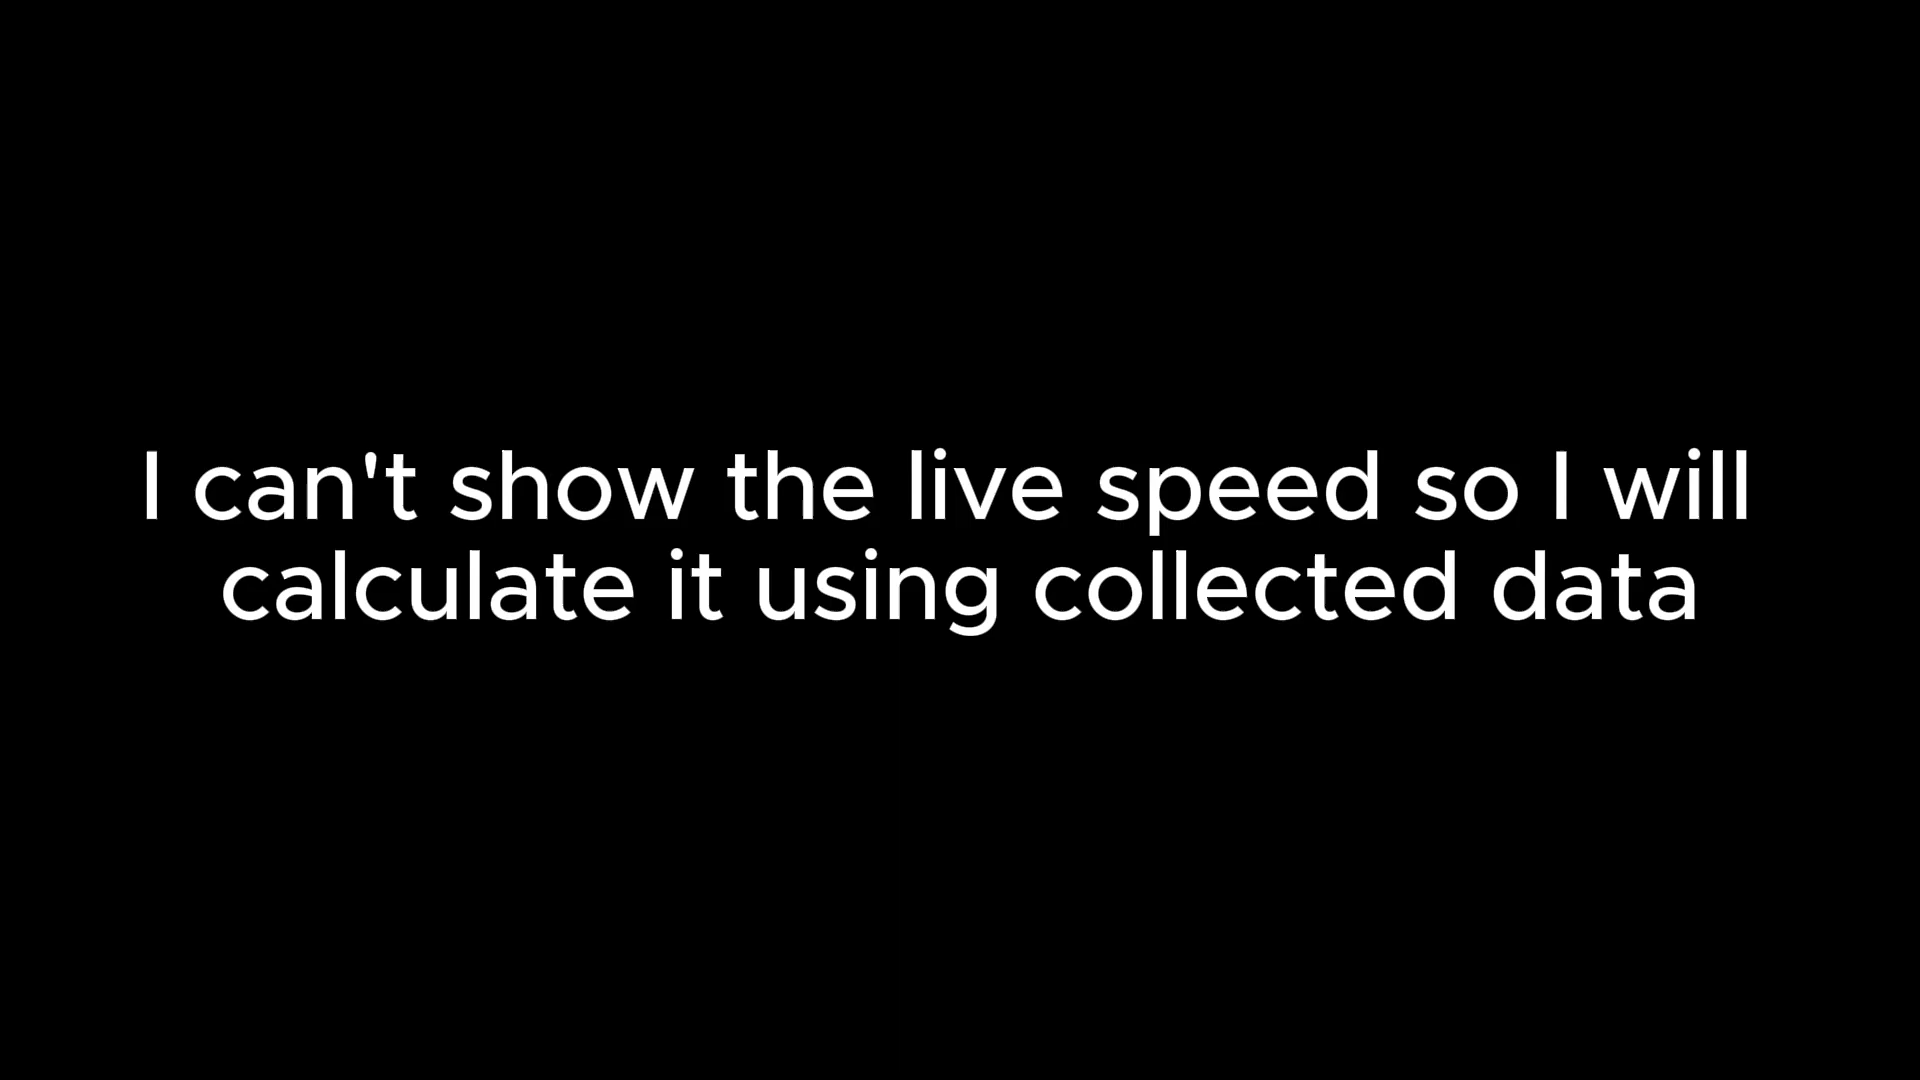 I can't show the live speed so I will
calculate it using collected data